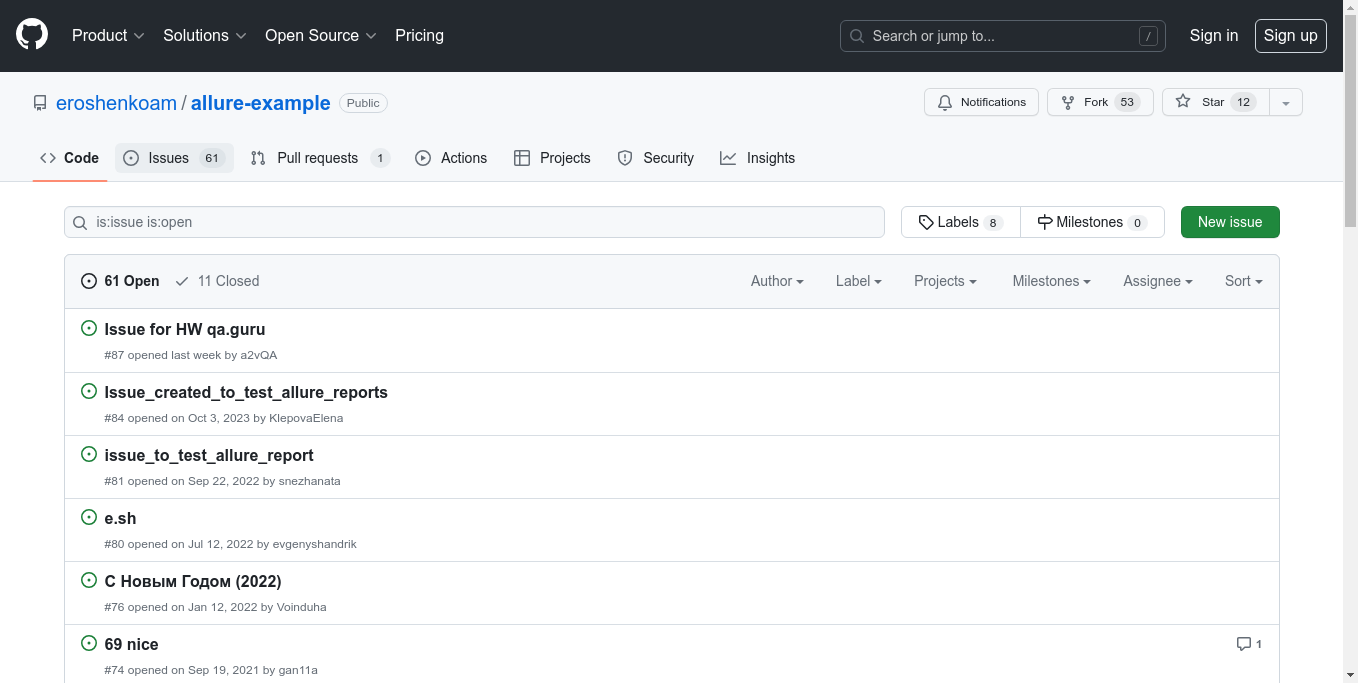 Product Solutions Open Source Pricing Search or jump to... / Sign in Sign up
eroshenkoam / allure-example Public Notifications Fork 53 Star 12
Code Issues 61 Pull requests 1 Actions Projects Security Insights
is:issue is:open Labels 8 Milestones 0 New issue
61 Open 11 Closed Author Label Projects Milestones Assignee Sort
Issue for HW qa.guru
#87 opened last week by a2vQA
Issue_created_to_test_allure_reports
#84 opened on Oct 3, 2023 by KlepovaElena
issue_to_test_allure_report
#81 opened on Sep 22, 2022 by snezhanata
e.sh
#80 opened on Jul 12, 2022 by evgenyshandrik
С Новым Годом (2022)
#76 opened on Jan 12, 2022 by Voinduha
69 nice 1
#74 opened on Sep 19, 2021 by gan11a